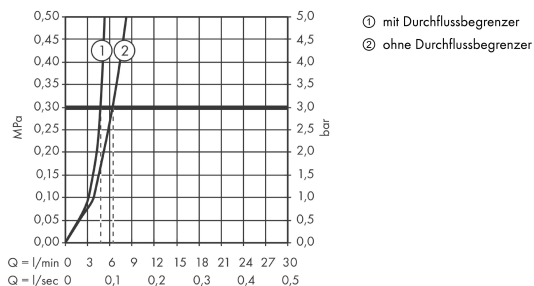 0,50 5,0
0,45 4,5
0,40 4,0
0,35 3,5
0,30 3,0
0,25 2,5
0,20 2,0
0,15 1,5
0,10 1,0
0,05 0,5
0,00 0,0
MPa
bar
1 2
Q = l/min 0 3 6 9 12 15 18 21 24 27 30
Q = l/sec 0 0,1 0,2 0,3 0,4 0,5
① mit Durchflussbegrenzer
② ohne Durchflussbegrenzer